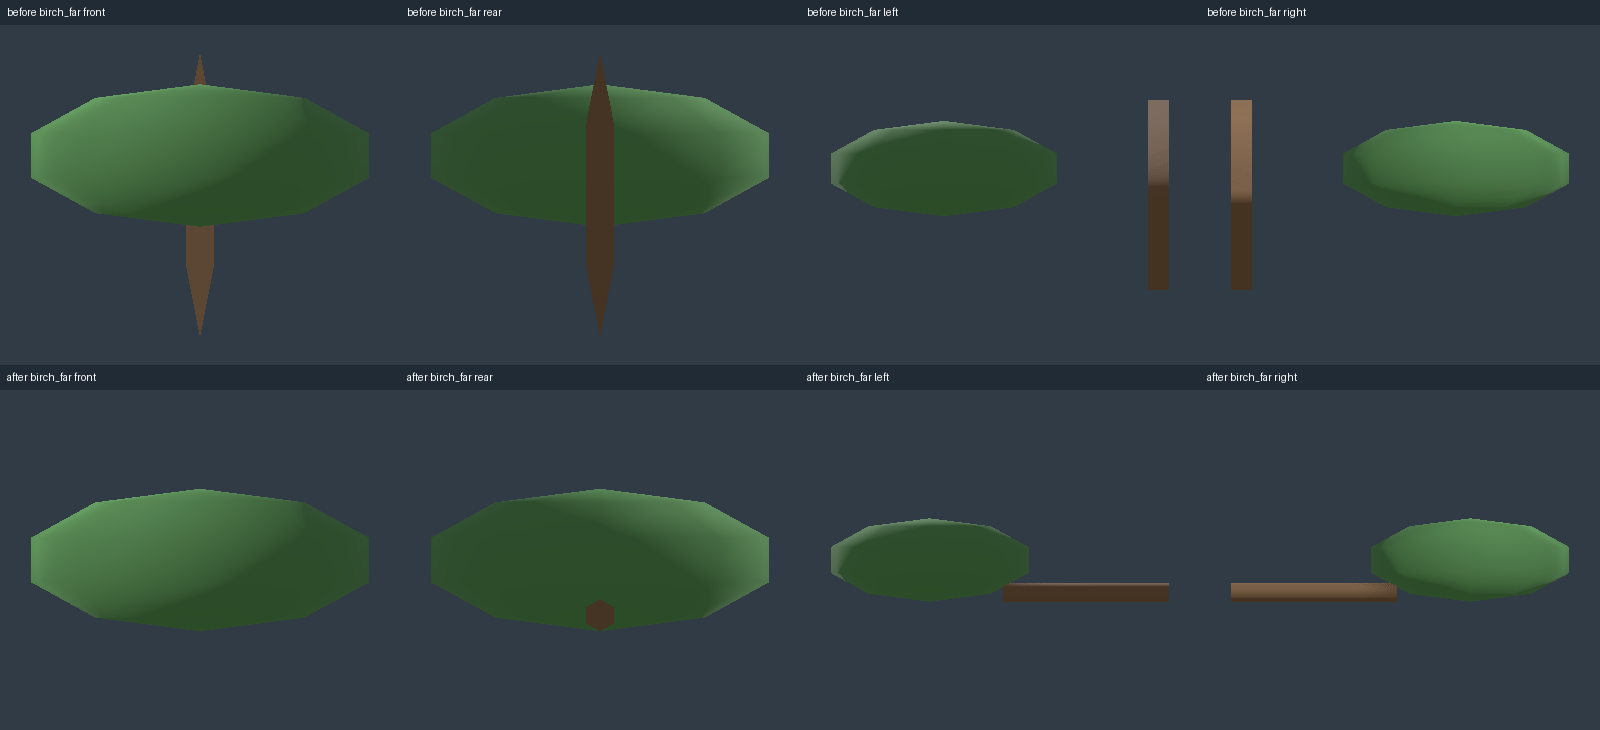 before birch_far front
before birch_far rear
before birch_far left
before birch_far right
after birch_far front
after birch_far rear
after birch_far left
after birch_far right